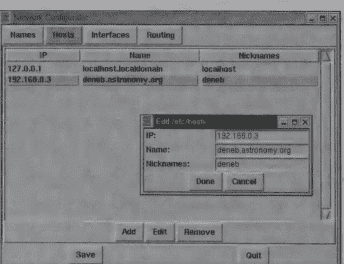 Network Configurator
Names Hosts Interfaces Routing
IP Name Nicknames
127.0.0.1 localhost.localdomain localhost
192.168.0.3 deneb.astronomy.org deneb
Edit /etc/hosts
IP: 192.168.0.3
Name: deneb.astronomy.org
Nicknames: deneb
Done Cancel
Add Edit Remove
Save Quit